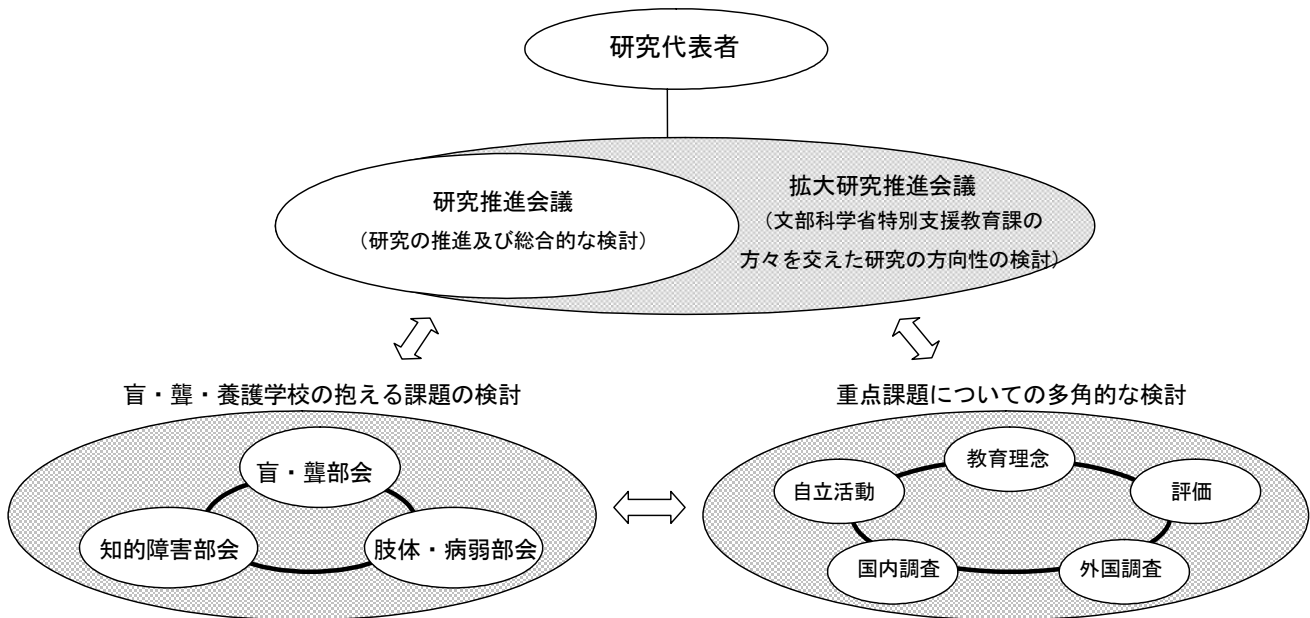 研究代表者
研究推進会議
(研究の推進及び総合的な検討)
拡大研究推進会議
(文部科学省特別支援教育課の
方々を交えた研究の方向性の検討)
盲・聾・養護学校の抱える課題の検討
盲・聾部会
知的障害部会
肢体・病弱部会
重点課題についての多角的な検討
教育理念
自立活動
評価
国内調査
外国調査